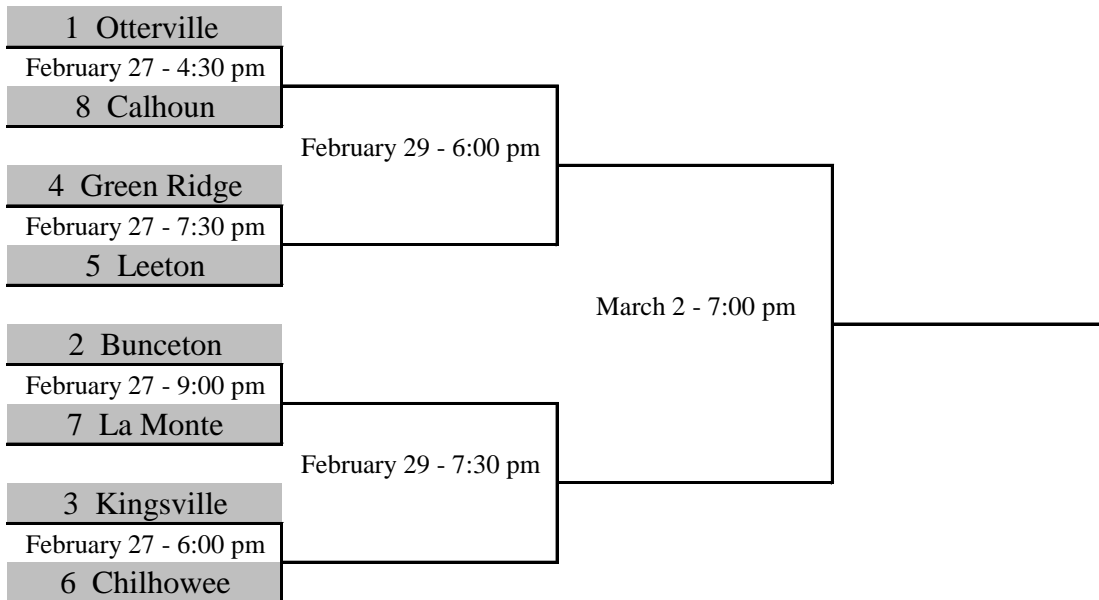 1 Otterville
February 27 - 4:30 pm
8 Calhoun
February 29 - 6:00 pm
4 Green Ridge
February 27 - 7:30 pm
5 Leeton
March 2 - 7:00 pm
2 Bunceton
February 27 - 9:00 pm
7 La Monte
February 29 - 7:30 pm
3 Kingsville
February 27 - 6:00 pm
6 Chilhowee